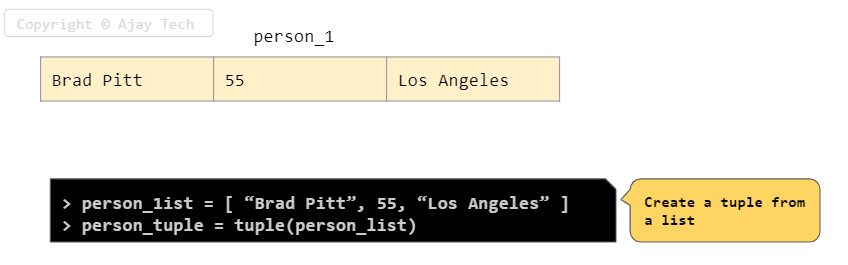 Copyright © Ajay Tech
person_1
Brad Pitt 55 Los Angeles
> person_1ist = [ “Brad Pitt”, 55, “Los Angeles” ]
> person_tuple = tuple(person_list)
Create a tuple from
a list